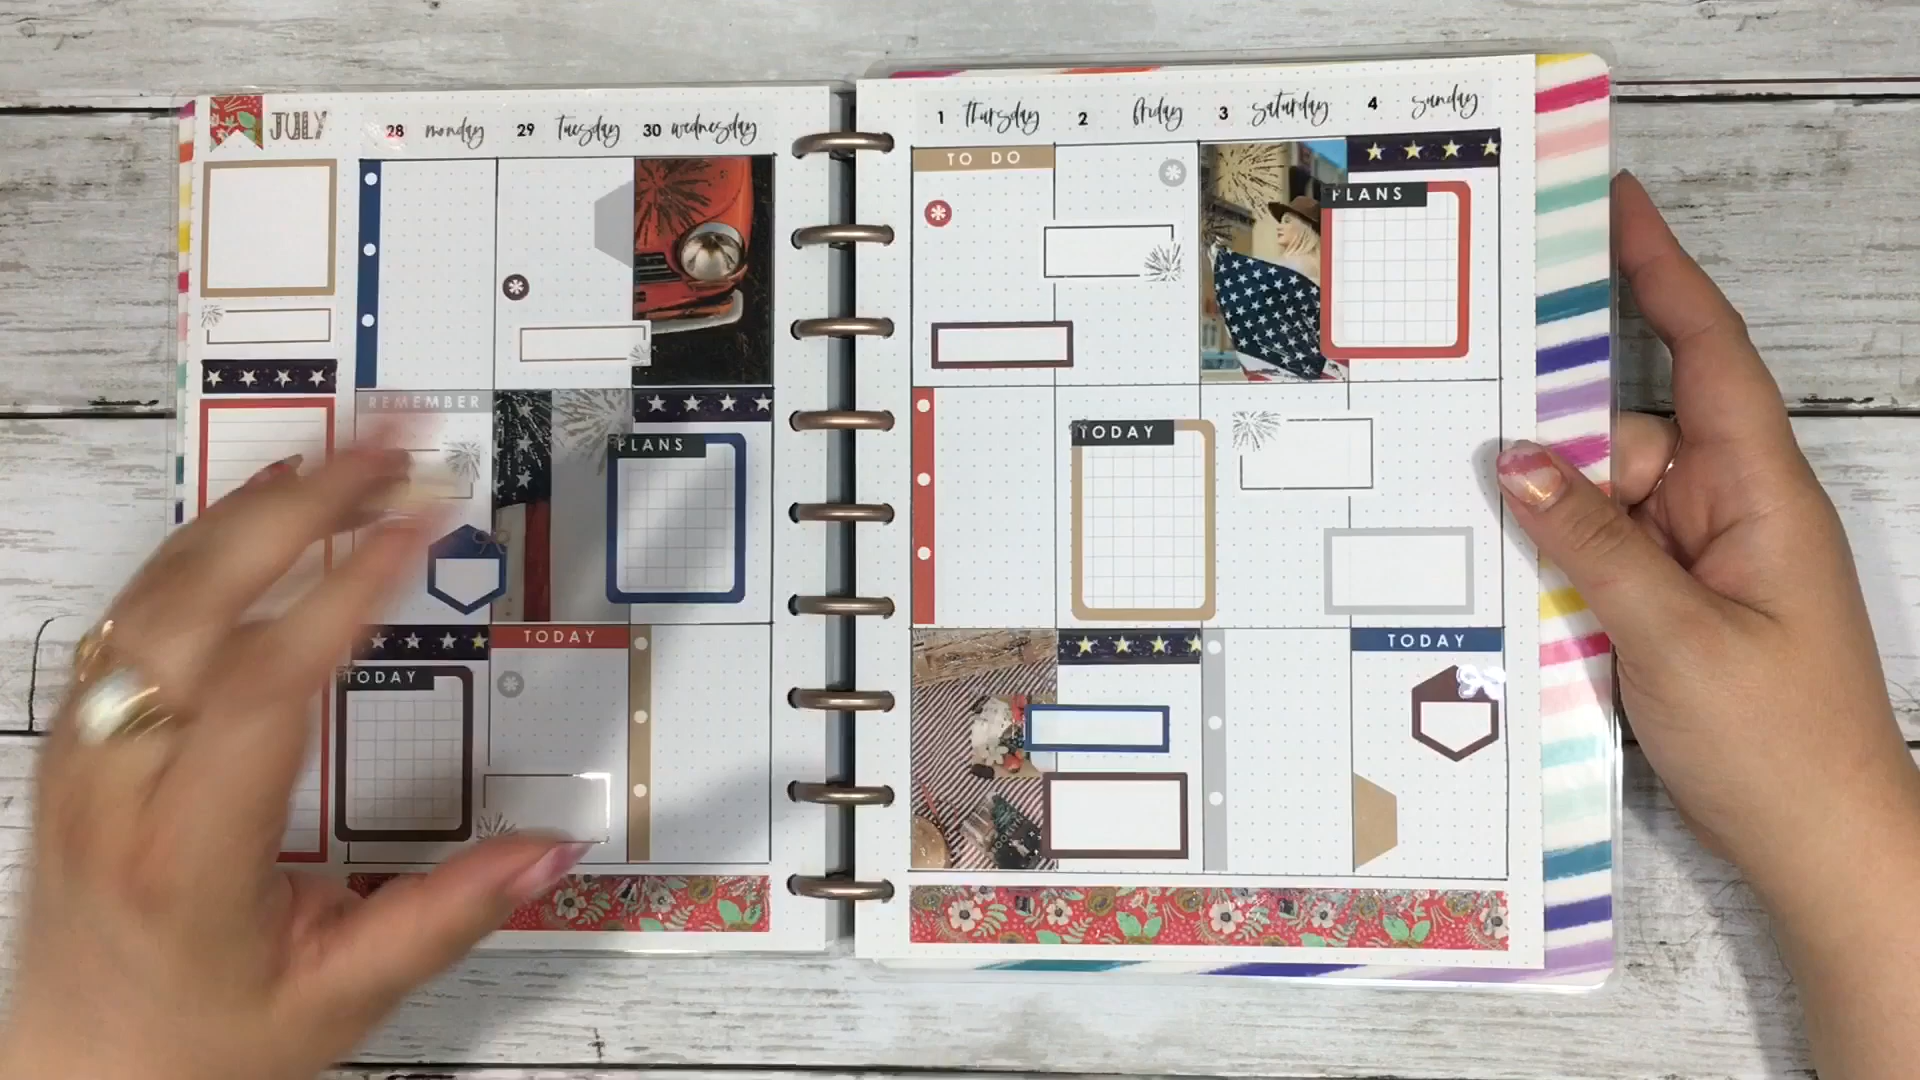 JULY
28 monday 29 tuesday 30 wednesday
REMEMBER
PLANS
TODAY
TODAY
1 thursday 2 friday 3 saturday 4 sunday
TO DO
PLANS
TODAY
TODAY